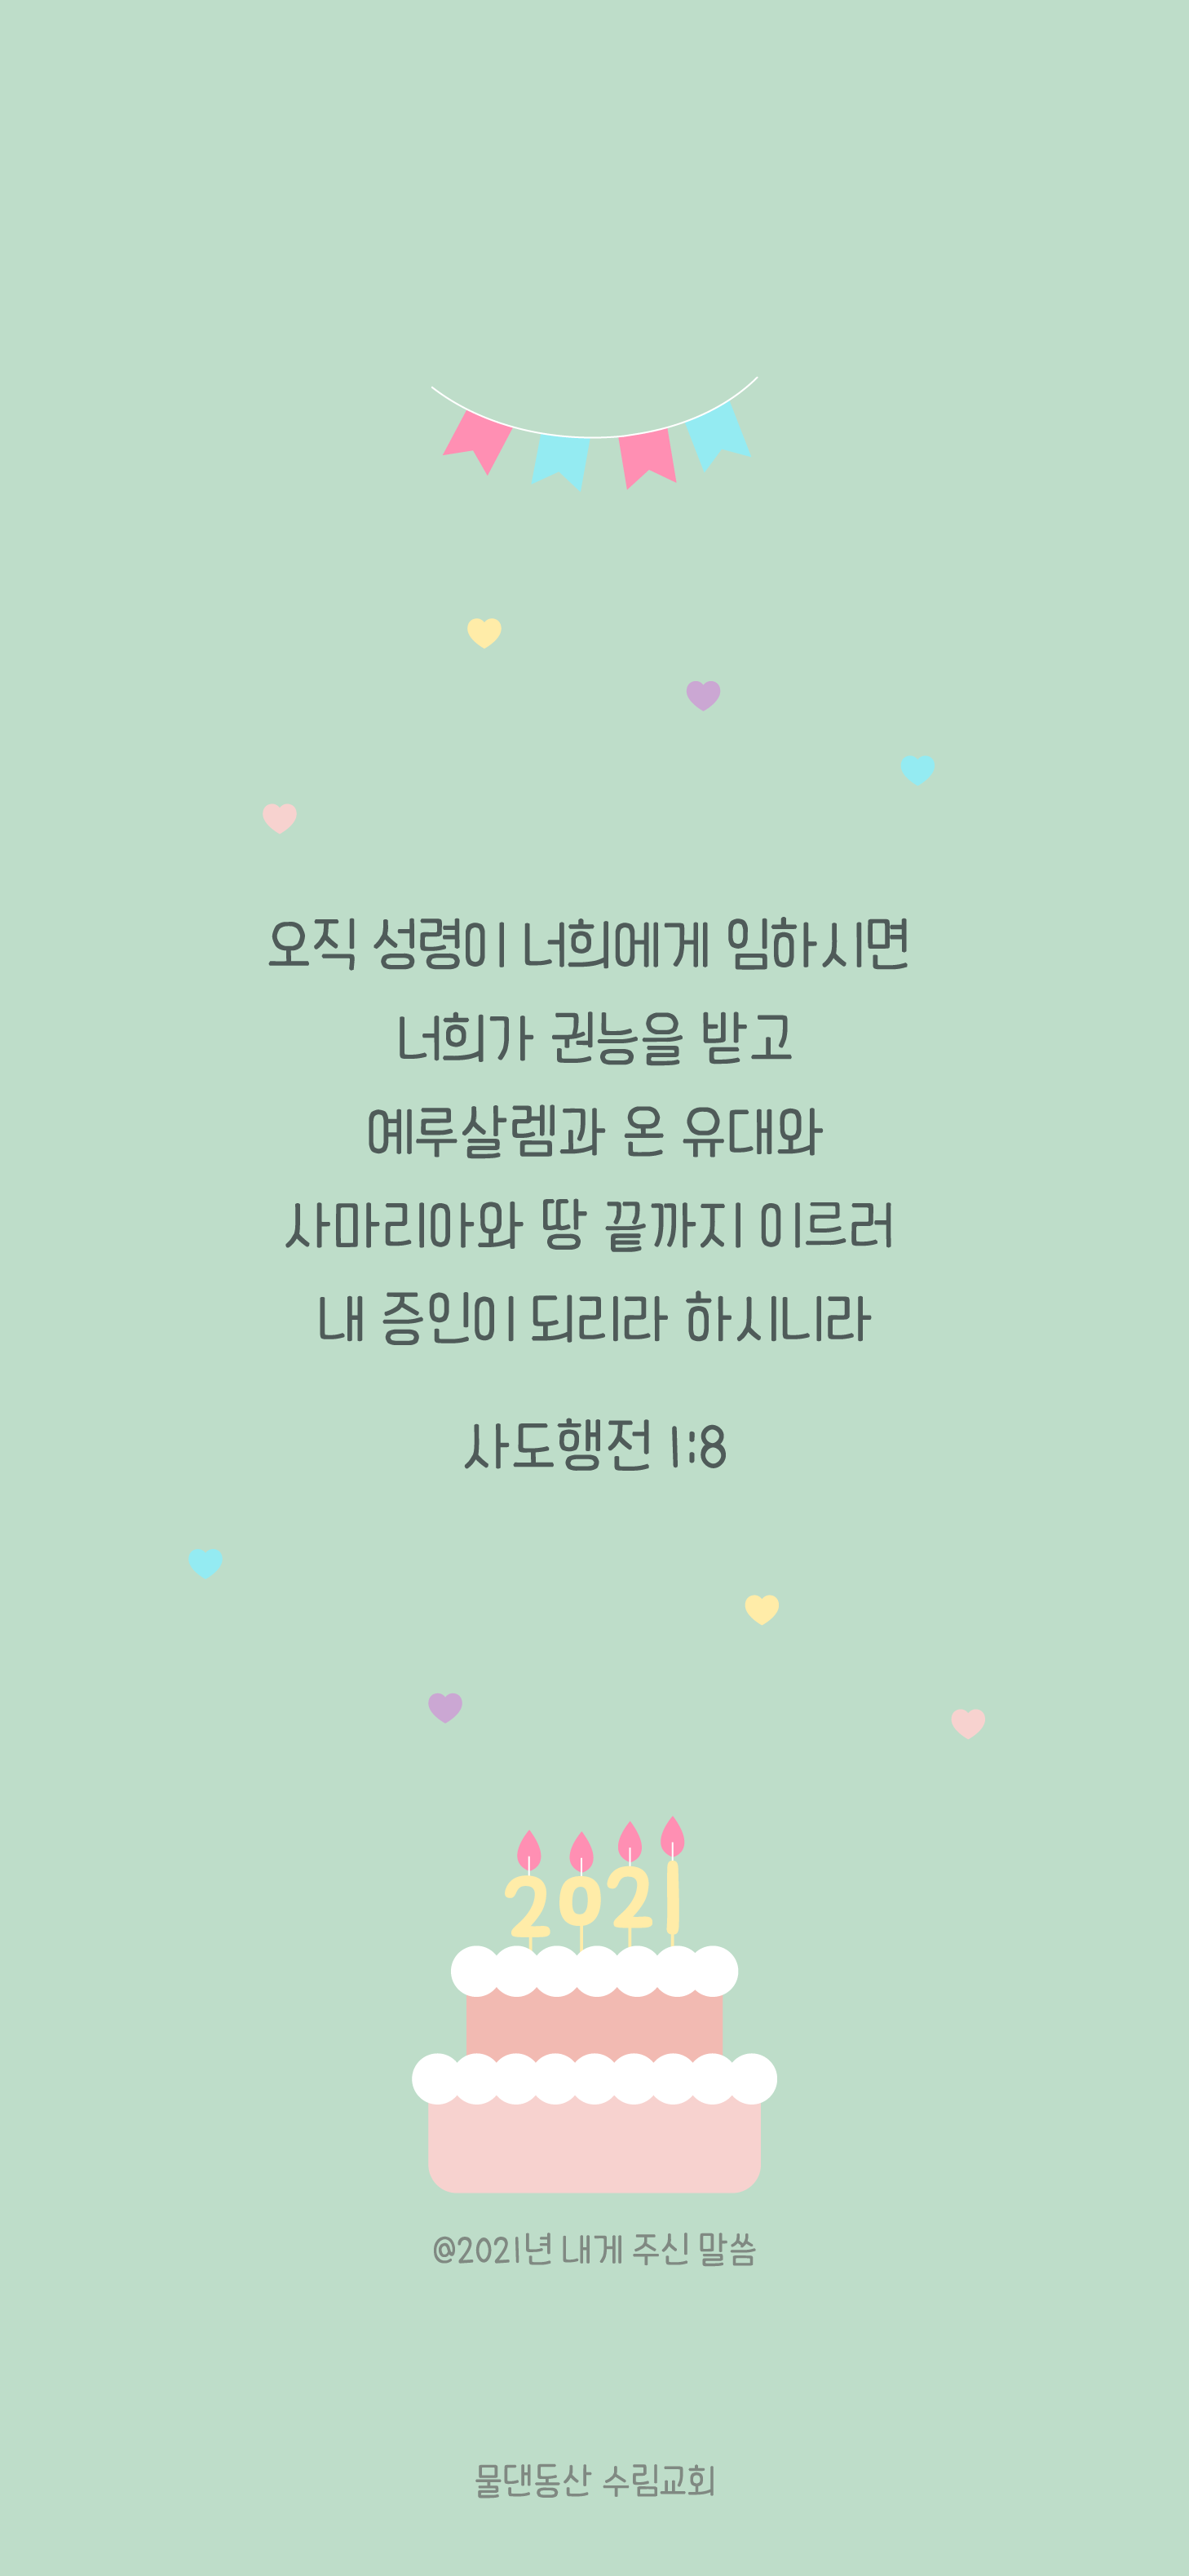 오직 성령이 너희에게 임하시면
너희가 권능을 받고
예루살렘과 온 유대와
사마리아와 땅 끝까지 이르러
내 증인이 되리라 하시니라
사도행전 1:8
2021
@2021년 내게 주신 말씀
물댄동산 수림교회